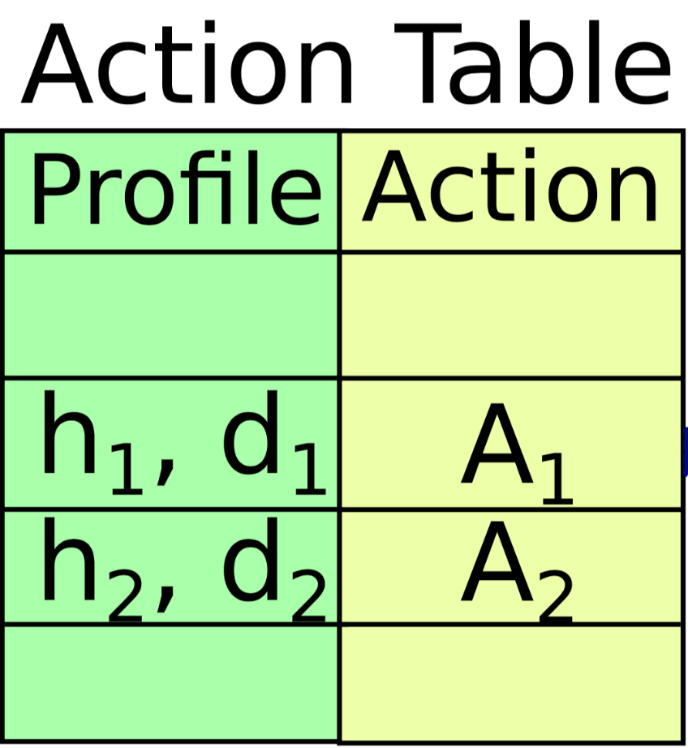 Action Table
Profile Action
h₁, d₁ A₁
h₂, d₂ A₂